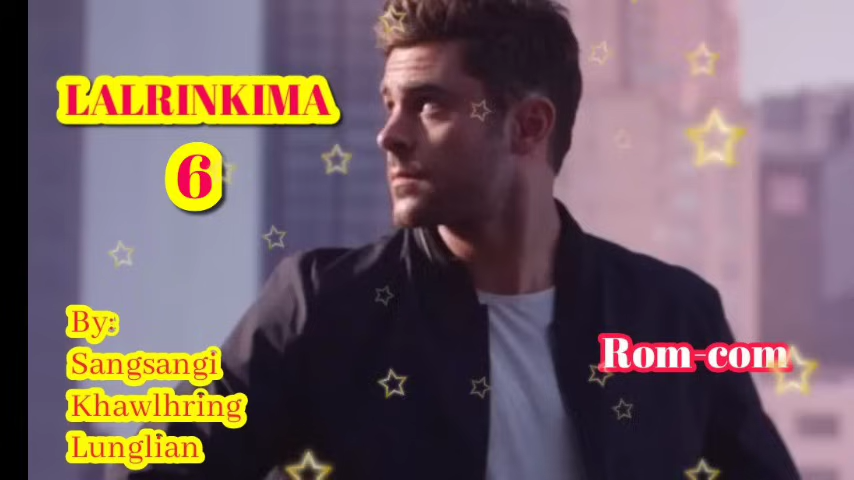 LALRINKIMA
6
By:
Sangsangi
Khawlhring
Lunglian
Rom-com